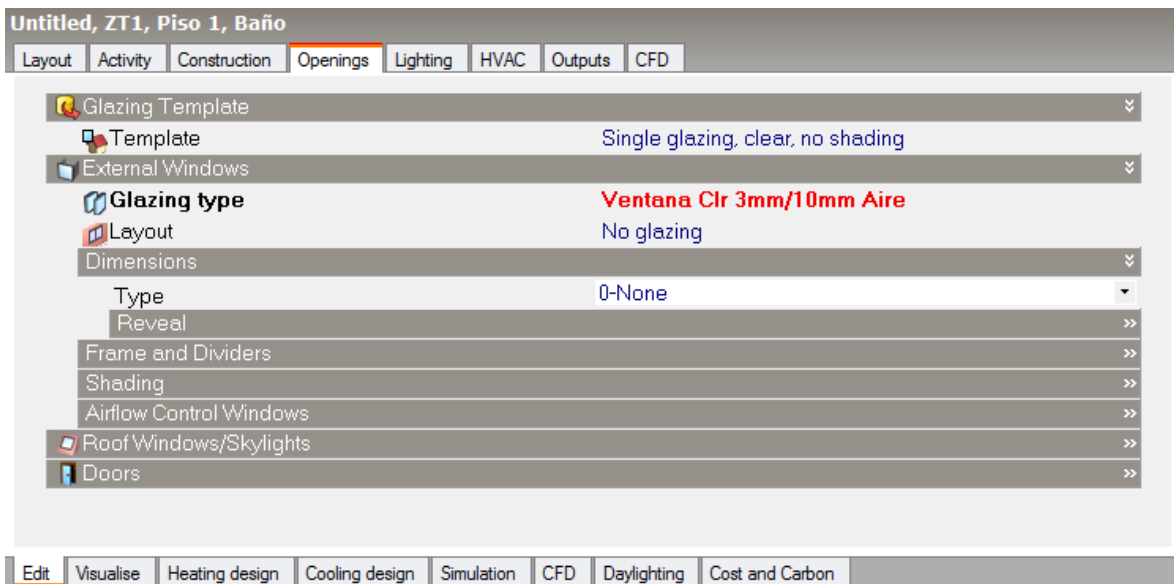 Untitled, ZT1, Piso 1, Baño
Layout Activity Construction Openings Lighting HVAC Outputs CFD
Glazing Template
Template Single glazing, clear, no shading
External Windows
Glazing type Ventana Clr 3mm/10mm Aire
Layout No glazing
Dimensions
Type 0-None
Reveal
Frame and Dividers
Shading
Airflow Control Windows
Roof Windows/Skylights
Doors
Edit Visualise Heating design Cooling design Simulation CFD Daylighting Cost and Carbon